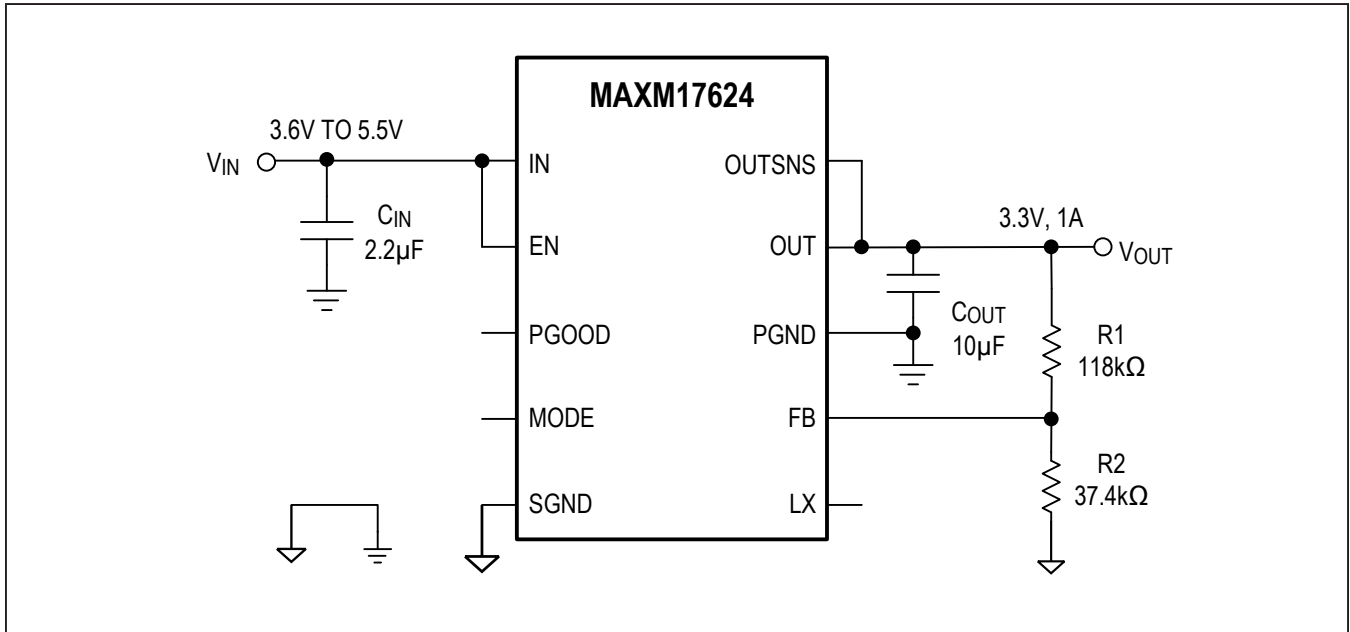 MAXM17624
3.6V TO 5.5V
VIN
IN
OUTSNS
CIN
2.2µF
EN
OUT
3.3V, 1A
VOUT
PGOOD
PGND
COUT
10µF
R1
118kΩ
MODE
FB
R2
37.4kΩ
SGND
LX